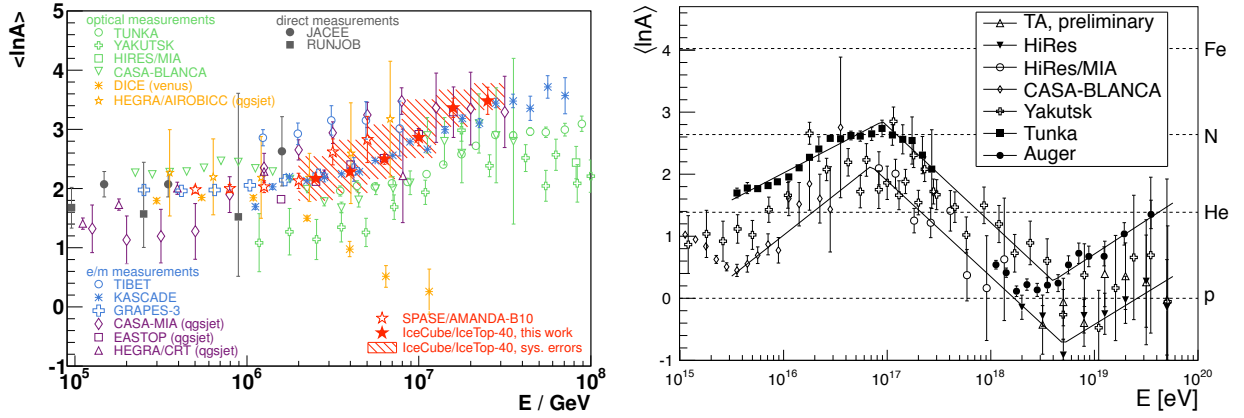 <lnA>
5
4
3
2
1
0
-1
optical measurements
TUNKA
YAKUTSK
HIRES/MIA
CASA-BLANCA
DICE (venus)
HEGRA/AIROBICC (qgsjet)
direct measurements
JACEE
RUNJOB
e/m measurements
TIBET
KASCADE
GRAPES-3
CASA-MIA (qgsjet)
EASTOP (qgsjet)
HEGRA/CRT (qgsjet)
SPASE/AMANDA-B10
IceCube/IceTop-40, this work
IceCube/IceTop-40, sys. errors
10^5
10^6
10^7
10^8
E / GeV
⟨lnA⟩
4
3
2
1
0
-1
TA, preliminary
HiRes
HiRes/MIA
CASA-BLANCA
Yakutsk
Tunka
Auger
Fe
N
He
p
10^15
10^16
10^17
10^18
10^19
10^20
E [eV]